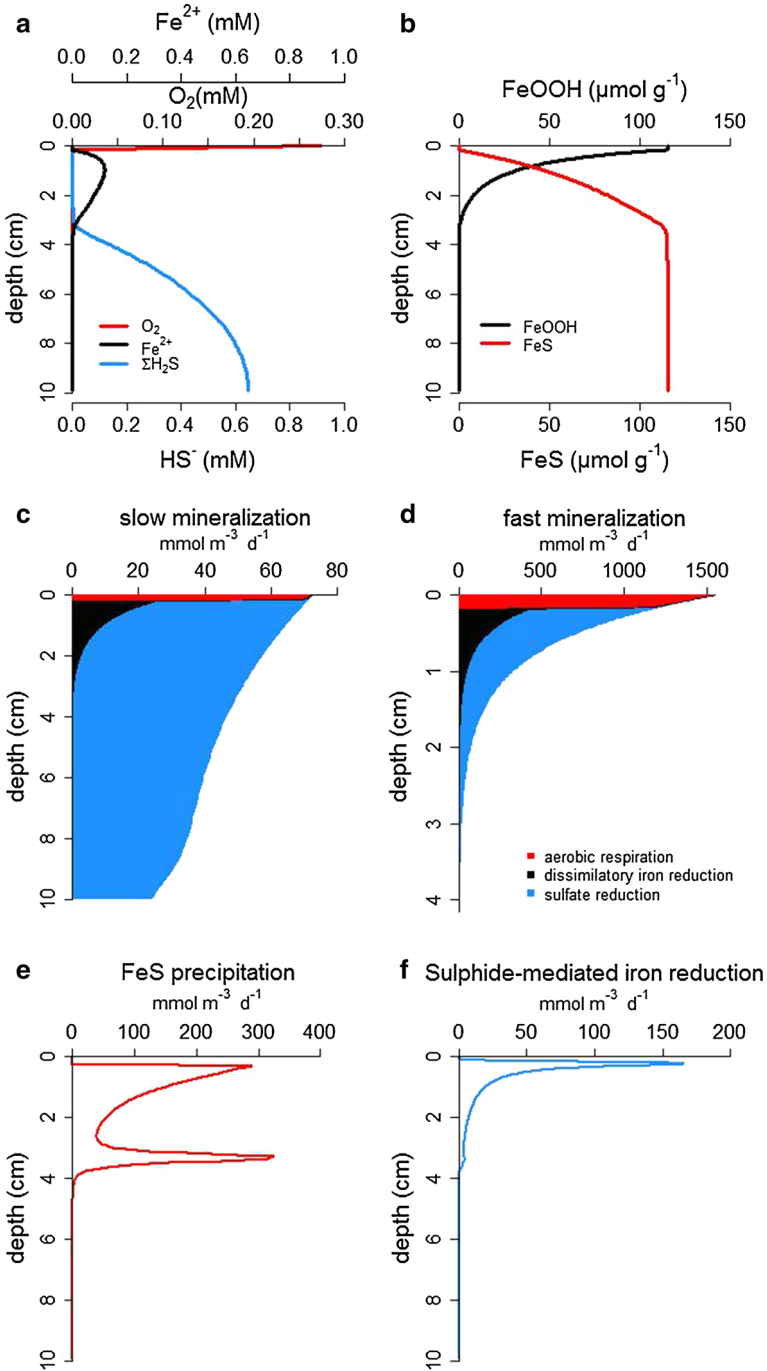 a
Fe2+ (mM)
0.0 0.2 0.4 0.6 0.8 1.0
O2(mM)
0.00 0.10 0.20 0.30
depth (cm)
0
2
4
6
8
10
O2
Fe2+
ΣH2S
0.0 0.2 0.4 0.6 0.8 1.0
HS- (mM)
b
FeOOH (μmol g-1)
0 50 100 150
depth (cm)
0
2
4
6
8
10
FeOOH
FeS
0 50 100 150
FeS (μmol g-1)
c
slow mineralization
mmol m-3 d-1
0 20 40 60 80
depth (cm)
0
2
4
6
8
10
d
fast mineralization
mmol m-3 d-1
0 500 1000 1500
depth (cm)
0
1
2
3
4
aerobic respiration
dissimilatory iron reduction
sulfate reduction
e
FeS precipitation
mmol m-3 d-1
0 100 200 300 400
depth (cm)
0
2
4
6
8
10
f
Sulphide-mediated iron reduction
mmol m-3 d-1
0 50 100 150 200
depth (cm)
0
2
4
6
8
10